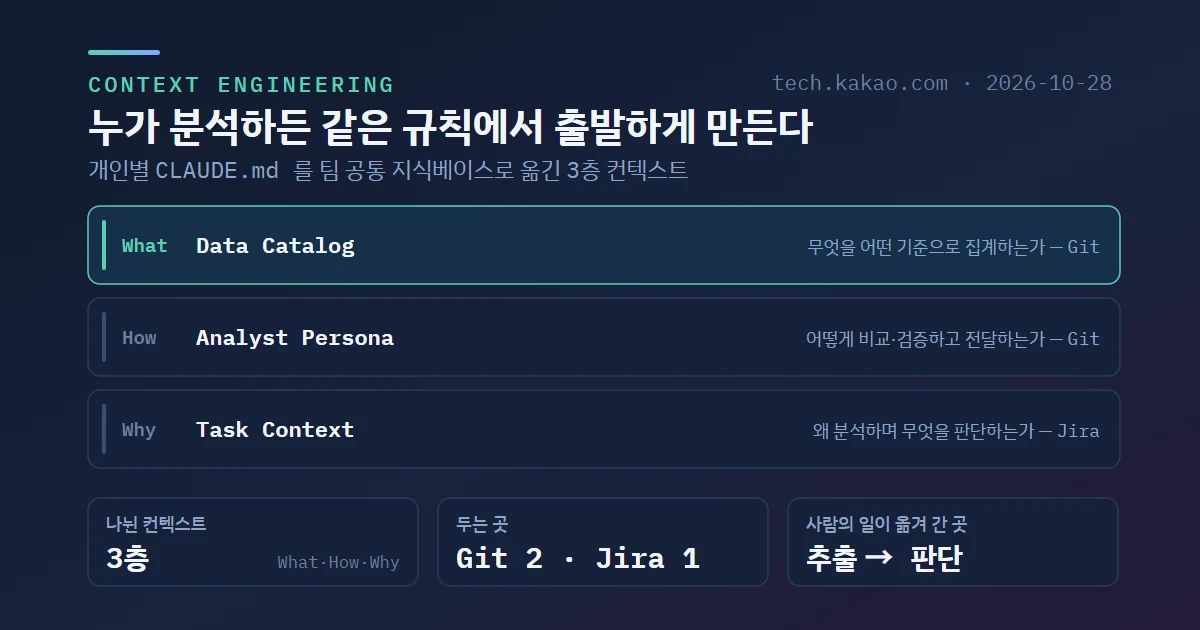 CONTEXT ENGINEERING
tech.kakao.com · 2026-10-28
누가 분석하든 같은 규칙에서 출발하게 만든다
개인별 CLAUDE.md 를 팀 공통 지식베이스로 옮긴 3층 컨텍스트
What Data Catalog 무엇을 어떤 기준으로 집계하는가 — Git
How Analyst Persona 어떻게 비교·검증하고 전달하는가 — Git
Why Task Context 왜 분석하며 무엇을 판단하는가 — Jira
나뉜 컨텍스트
3층 What·How·Why
두는 곳
Git 2 · Jira 1
사람의 일이 옮겨 간 곳
추출 → 판단